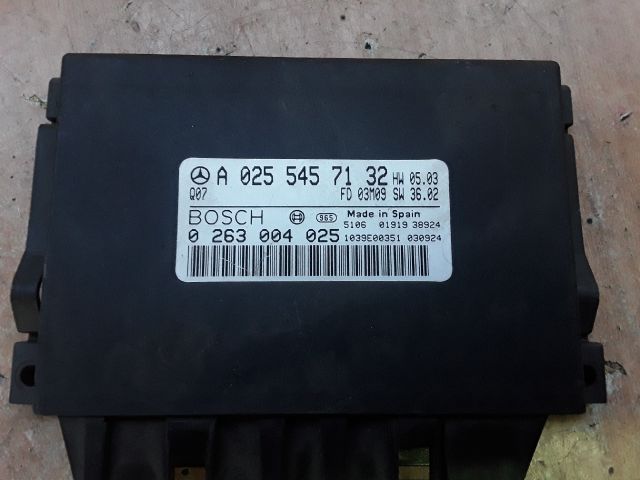 A 025 545 71 32 HW 05.03
Q07 FD 03M09 SW 36.02
BOSCH 965 Made in Spain
5106 01919 38924
0 263 004 025 1039E00351 030924